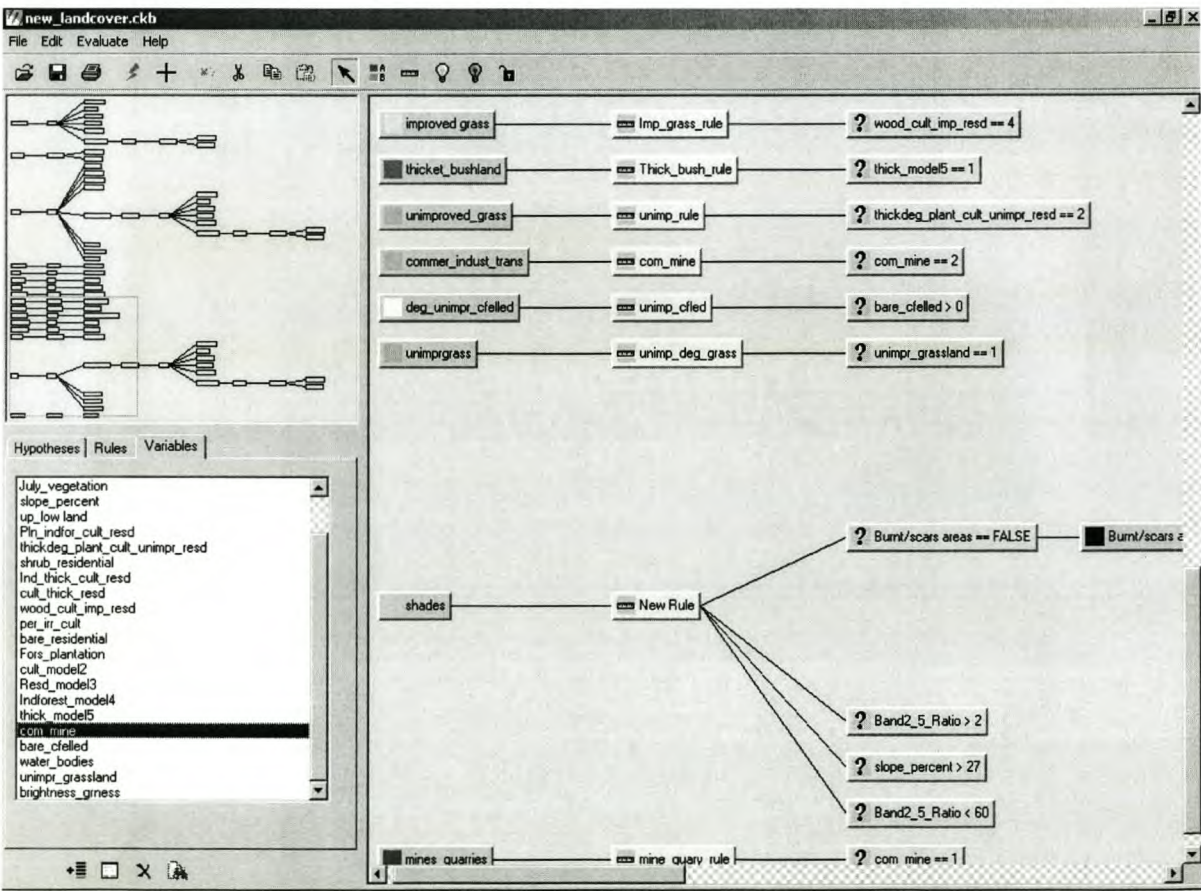 new_landcover.ckb
File Edit Evaluate Help
improved grass Imp_grass_rule ? wood_cult_imp_resd == 4
thicket_bushland Thick_bush_rule ? thick_model5 == 1
unimproved_grass unimp_rule ? thickdeg_plant_cult_unimpr_resd == 2
commer_indust_trans com_mine ? com_mine == 2
deg_unimpr_cfelled unimp_cfled ? bare_cfelled > 0
unimprgrass unimp_deg_grass ? unimpr_grassland == 1
? Burnt/scars areas == FALSE Burnt/scars a
shades New Rule
? Band2_5_Ratio > 2
? slope_percent > 27
? Band2_5_Ratio < 60
mines_quarries mine_quary_rule ? com_mine == 1
Hypotheses Rules Variables
July_vegetation
slope_percent
up_low land
Pln_indfor_cult_resd
thickdeg_plant_cult_unimpr_resd
shrub_residential
Ind_thick_cult_resd
cult_thick_resd
wood_cult_imp_resd
per_irr_cult
bare_residential
Fors_plantation
cult_model2
Resd_model3
Indforest_model4
thick_model5
com_mine
bare_cfelled
water_bodies
unimpr_grassland
brightness_grness